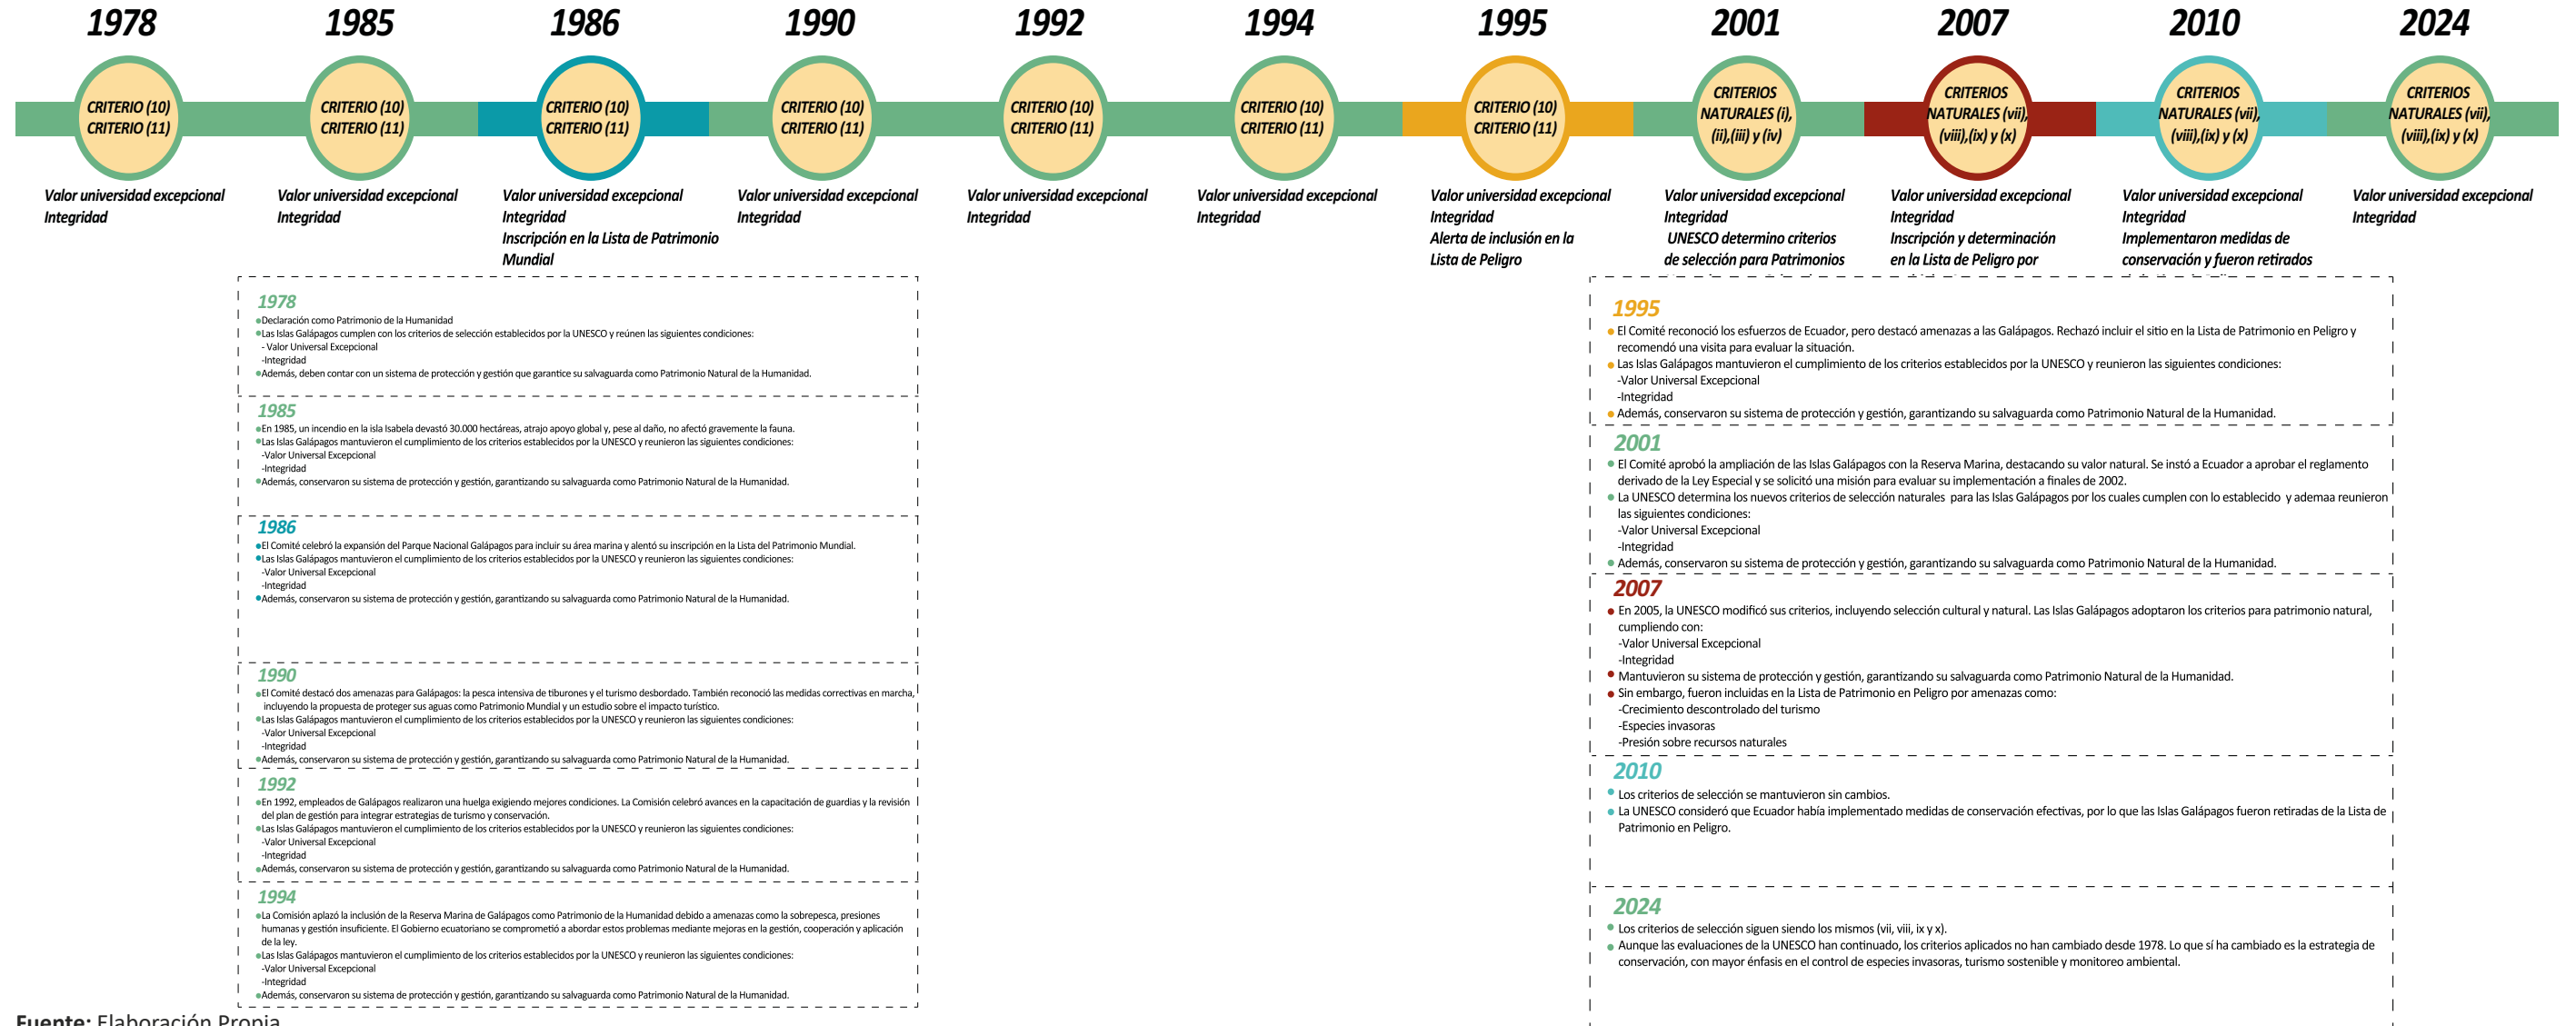 1978
1985
1986
1990
1992
1994
1995
2001
2007
2010
2024
CRITERIO (10)
CRITERIO (11)
CRITERIO (10)
CRITERIO (11)
CRITERIO (10)
CRITERIO (11)
CRITERIO (10)
CRITERIO (11)
CRITERIO (10)
CRITERIO (11)
CRITERIO (10)
CRITERIO (11)
CRITERIO (10)
CRITERIO (11)
CRITERIOS
NATURALES (i),
(ii),(iii) y (iv)
CRITERIOS
NATURALES (vii),
(viii),(ix) y (x)
CRITERIOS
NATURALES (vii),
(viii),(ix) y (x)
CRITERIOS
NATURALES (vii),
(viii),(ix) y (x)
Valor universidad excepcional
Integridad
Valor universidad excepcional
Integridad
Valor universidad excepcional
Integridad
Inscripción en la Lista de Patrimonio
Mundial
Valor universidad excepcional
Integridad
Valor universidad excepcional
Integridad
Valor universidad excepcional
Integridad
Valor universidad excepcional
Integridad
Alerta de inclusión en la
Lista de Peligro
Valor universidad excepcional
Integridad
UNESCO determino criterios
de selección para Patrimonios
Valor universidad excepcional
Integridad
Inscripción y determinación
en la Lista de Peligro por
Valor universidad excepcional
Integridad
Implementaron medidas de
conservación y fueron retirados
Valor universidad excepcional
Integridad
1978
Declaración como Patrimonio de la Humanidad
Las Islas Galápagos cumplen con los criterios de selección establecidos por la UNESCO y reúnen las siguientes condiciones:
- Valor Universal Excepcional
-Integridad
Además, deben contar con un sistema de protección y gestión que garantice su salvaguarda como Patrimonio Natural de la Humanidad.
1985
En 1985, un incendio en la isla Isabela devastó 30.000 hectáreas, atrajo apoyo global y, pese al daño, no afectó gravemente la fauna.
Las Islas Galápagos mantuvieron el cumplimiento de los criterios establecidos por la UNESCO y reunieron las siguientes condiciones:
-Valor Universal Excepcional
-Integridad
Además, conservaron su sistema de protección y gestión, garantizando su salvaguarda como Patrimonio Natural de la Humanidad.
1986
El Comité celebró la expansión del Parque Nacional Galápagos para incluir su área marina y alentó su inscripción en la Lista del Patrimonio Mundial.
Las Islas Galápagos mantuvieron el cumplimiento de los criterios establecidos por la UNESCO y reunieron las siguientes condiciones:
-Valor Universal Excepcional
-Integridad
Además, conservaron su sistema de protección y gestión, garantizando su salvaguarda como Patrimonio Natural de la Humanidad.
1990
El Comité destacó dos amenazas para Galápagos: la pesca intensiva de tiburones y el turismo desbordado. También reconoció las medidas correctivas en marcha,
incluyendo la propuesta de proteger sus aguas como Patrimonio Mundial y un estudio sobre el impacto turístico.
Las Islas Galápagos mantuvieron el cumplimiento de los criterios establecidos por la UNESCO y reunieron las siguientes condiciones:
-Valor Universal Excepcional
-Integridad
Además, conservaron su sistema de protección y gestión, garantizando su salvaguarda como Patrimonio Natural de la Humanidad.
1992
En 1992, empleados de Galápagos realizaron una huelga exigiendo mejores condiciones. La Comisión celebró avances en la capacitación de guardias y la revisión
del plan de gestión para integrar estrategias de turismo y conservación.
Las Islas Galápagos mantuvieron el cumplimiento de los criterios establecidos por la UNESCO y reunieron las siguientes condiciones:
-Valor Universal Excepcional
-Integridad
Además, conservaron su sistema de protección y gestión, garantizando su salvaguarda como Patrimonio Natural de la Humanidad.
1994
La Comisión aplazó la inclusión de la Reserva Marina de Galápagos como Patrimonio de la Humanidad debido a amenazas como la sobrepesca, presiones
humanas y gestión insuficiente. El Gobierno ecuatoriano se comprometió a abordar estos problemas mediante mejoras en la gestión, cooperación y aplicación
de la ley.
Las Islas Galápagos mantuvieron el cumplimiento de los criterios establecidos por la UNESCO y reunieron las siguientes condiciones:
-Valor Universal Excepcional
-Integridad
Además, conservaron su sistema de protección y gestión, garantizando su salvaguarda como Patrimonio Natural de la Humanidad.
1995
El Comité reconoció los esfuerzos de Ecuador, pero destacó amenazas a las Galápagos. Rechazó incluir el sitio en la Lista de Patrimonio en Peligro y
recomendó una visita para evaluar la situación.
Las Islas Galápagos mantuvieron el cumplimiento de los criterios establecidos por la UNESCO y reunieron las siguientes condiciones:
-Valor Universal Excepcional
-Integridad
Además, conservaron su sistema de protección y gestión, garantizando su salvaguarda como Patrimonio Natural de la Humanidad.
2001
El Comité aprobó la ampliación de las Islas Galápagos con la Reserva Marina, destacando su valor natural. Se instó a Ecuador a aprobar el reglamento
derivado de la Ley Especial y se solicitó una misión para evaluar su implementación a finales de 2002.
La UNESCO determina los nuevos criterios de selección naturales para las Islas Galápagos por los cuales cumplen con lo establecido y ademaa reunieron
las siguientes condiciones:
-Valor Universal Excepcional
-Integridad
Además, conservaron su sistema de protección y gestión, garantizando su salvaguarda como Patrimonio Natural de la Humanidad.
2007
En 2005, la UNESCO modificó sus criterios, incluyendo selección cultural y natural. Las Islas Galápagos adoptaron los criterios para patrimonio natural,
cumpliendo con:
-Valor Universal Excepcional
-Integridad
Mantuvieron su sistema de protección y gestión, garantizando su salvaguarda como Patrimonio Natural de la Humanidad.
Sin embargo, fueron incluidas en la Lista de Patrimonio en Peligro por amenazas como:
-Crecimiento descontrolado del turismo
-Especies invasoras
-Presión sobre recursos naturales
2010
Los criterios de selección se mantuvieron sin cambios.
La UNESCO consideró que Ecuador había implementado medidas de conservación efectivas, por lo que las Islas Galápagos fueron retiradas de la Lista de
Patrimonio en Peligro.
2024
Los criterios de selección siguen siendo los mismos (vii, viii, ix y x).
Aunque las evaluaciones de la UNESCO han continuado, los criterios aplicados no han cambiado desde 1978. Lo que sí ha cambiado es la estrategia de
conservación, con mayor énfasis en el control de especies invasoras, turismo sostenible y monitoreo ambiental.
Fuente: Elaboración Propia